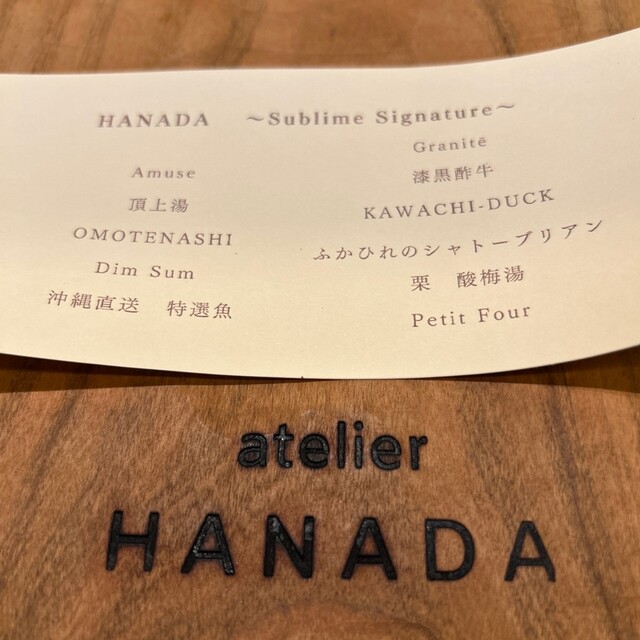 HANADA ～Sublime Signature～
Amuse
頂上湯
OMOTENASHI
Dim Sum
沖縄直送 特選魚
Granitē
漆黒酢牛
KAWACHI-DUCK
ふかひれのシャトーブリアン
栗 酸梅湯
Petit Four
atelier
HANADA